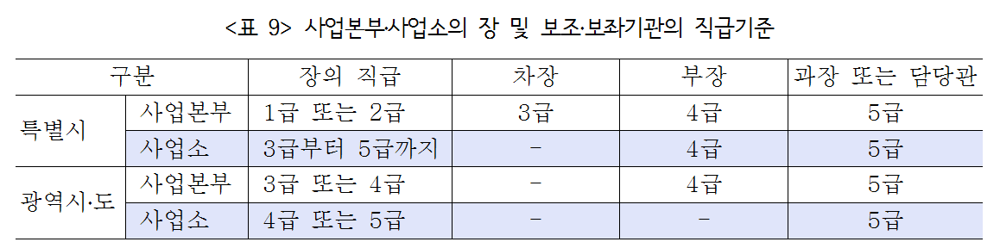 <표 9> 사업본부·사업소의 장 및 보조·보좌기관의 직급기준
구분 장의 직급 차장 부장 과장 또는 담당관
특별시 사업본부 1급 또는 2급 3급 4급 5급
사업소 3급부터 5급까지 - 4급 5급
광역시·도 사업본부 3급 또는 4급 - 4급 5급
사업소 4급 또는 5급 - - 5급